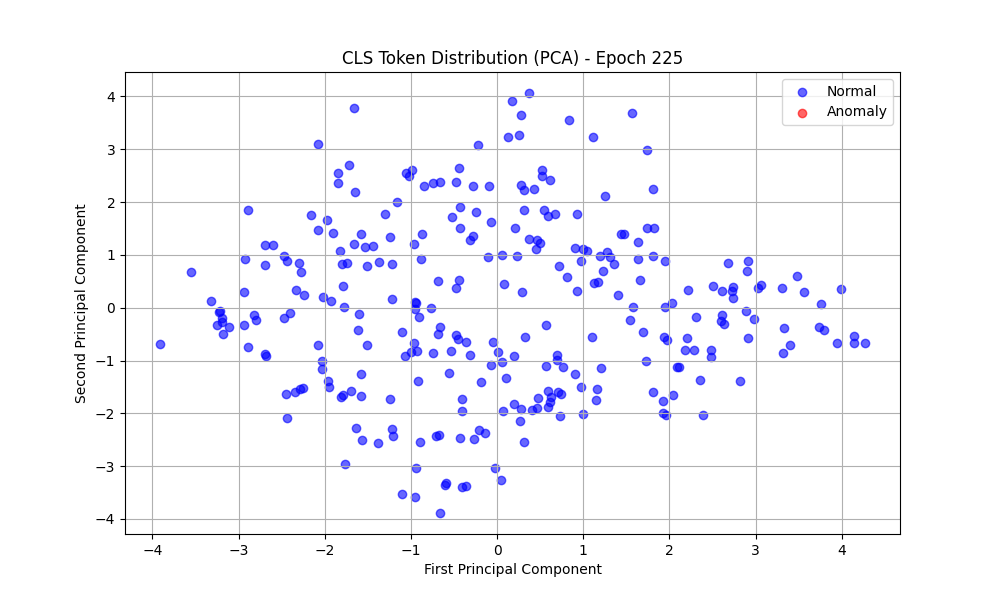 CLS Token Distribution (PCA) - Epoch 225
Normal
Anomaly
4
3
2
1
0
−1
−2
−3
−4
Second Principal Component
−4 −3 −2 −1 0 1 2 3 4
First Principal Component